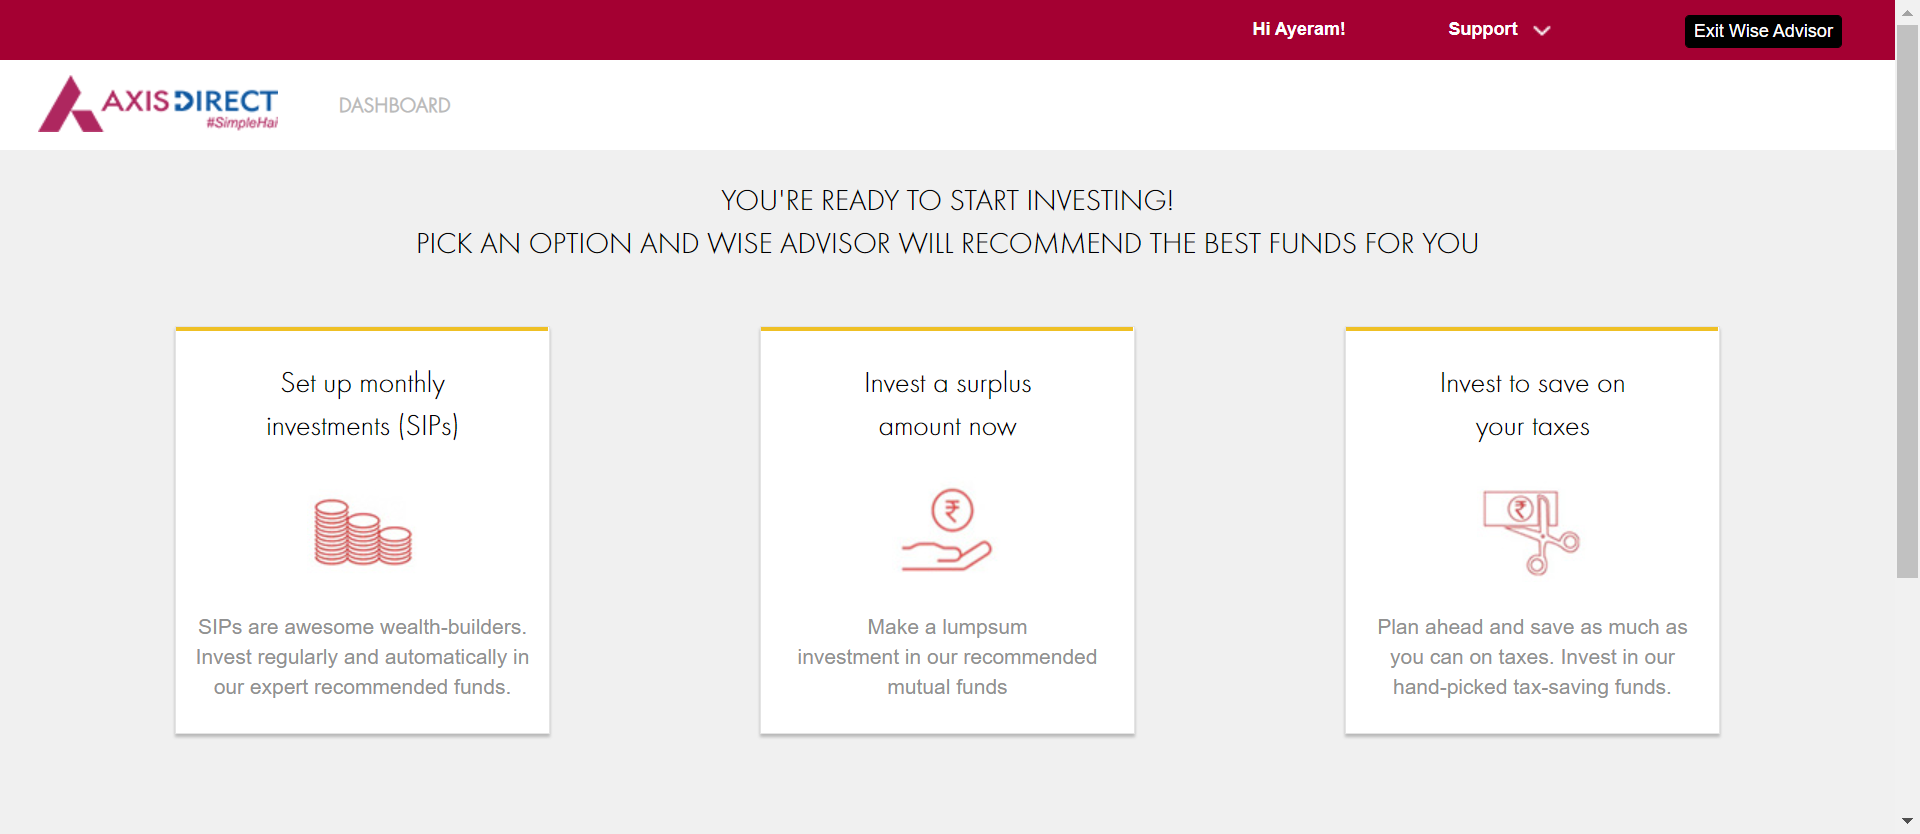 Hi Ayeram!
Support
Exit Wise Advisor
AXIS DIRECT
#SimpleHai
DASHBOARD
YOU'RE READY TO START INVESTING!
PICK AN OPTION AND WISE ADVISOR WILL RECOMMEND THE BEST FUNDS FOR YOU
Set up monthly
investments (SIPs)
SIPs are awesome wealth-builders.
Invest regularly and automatically in
our expert recommended funds.
Invest a surplus
amount now
₹
Make a lumpsum
investment in our recommended
mutual funds
Invest to save on
your taxes
₹
Plan ahead and save as much as
you can on taxes. Invest in our
hand-picked tax-saving funds.